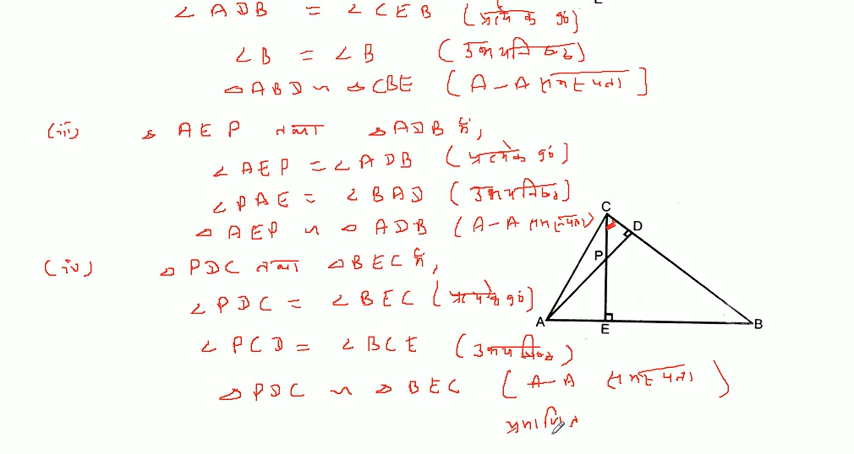 ∠ADB = ∠CEB (प्रत्येक 90)
∠B = ∠B (उभयनिष्ठ)
△ABD ~ △CBE (A-A समरूपता]
(iii) △AEP तथा △ADB में,
∠AEP = ∠ADB (प्रत्येक 90]
∠PAE = ∠BAD (उभयनिष्ठ]
△AEP ~ △ADB (A-A समरूपता)
(iv) △PDC तथा △BEC में,
∠PDC = ∠BEC (प्रत्येक 90]
∠PCD = ∠BCE (उभयनिष्ठ)
△PDC ~ △BEC (A-A समरूपता)
प्रमाणित
C
D
P
A
E
B